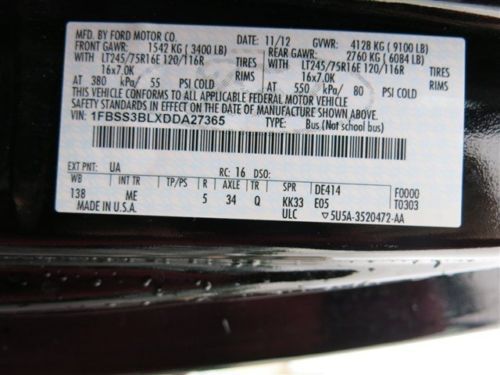 MFD. BY FORD MOTOR CO. 11/12 GVWR: 4128 KG (9100 LB)
FRONT GAWR: 1542 KG (3400 LB) REAR GAWR: 2760 KG (6084 LB)
WITH LT245/75R16E 120/116R TIRES WITH LT245/75R16E 120/116R TIRES
16x7.0K RIMS 16x7.0K RIMS
AT 380 kPa/ 55 PSI COLD AT 550 kPa/ 80 PSI COLD
THIS VEHICLE CONFORMS TO ALL APPLICABLE FEDERAL MOTOR VEHICLE
SAFETY STANDARDS IN EFFECT ON THE DATE OF MANUFACTURE SHOWN ABOVE.
VIN: 1FBSS3BLXDDA27365 TYPE: Bus (Not school bus)
EXT PNT: UA RC: 16 DSO:
WB INT TR TP/PS R AXLE TR SPR DE414 F0000
138 ME 5 34 Q KK33 E05 T0303
MADE IN U.S.A. ULC ▽5U5A-3520472-AA